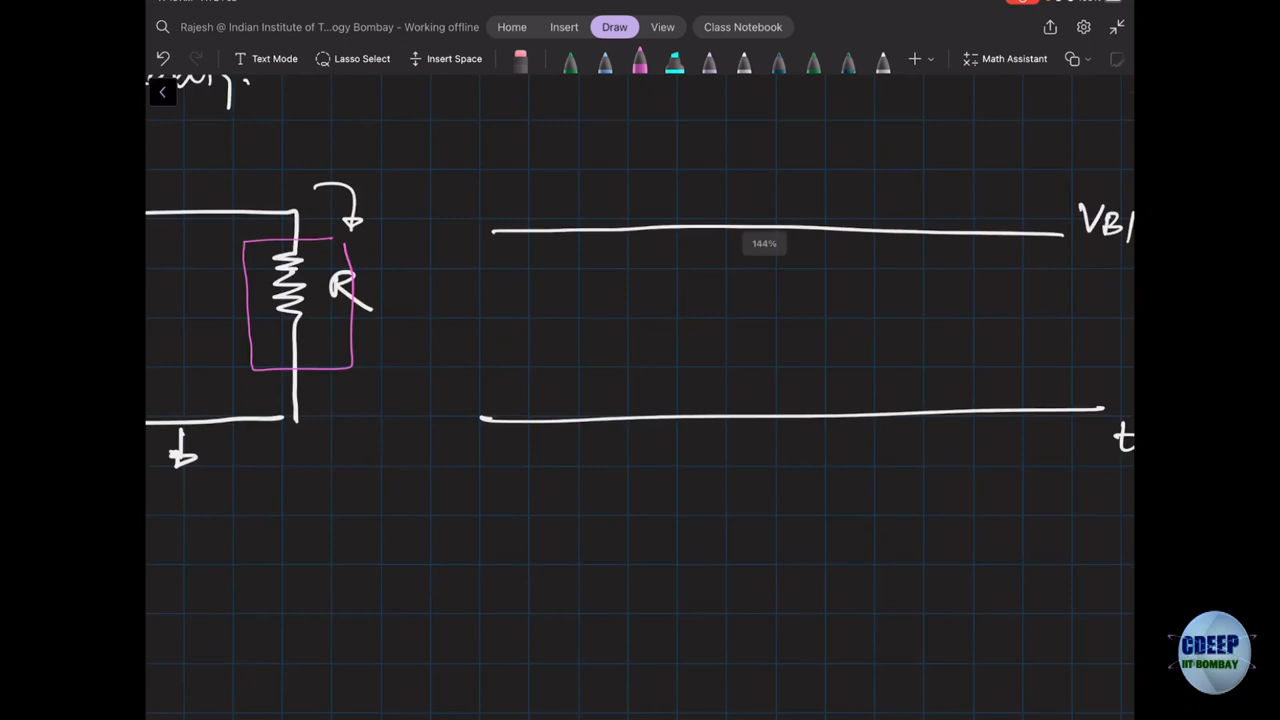 Rajesh @ Indian Institute of T...ogy Bombay - Working offline
Home
Insert
Draw
View
Class Notebook
Text Mode
Lasso Select
Insert Space
Math Assistant
R
VB/
144%
t
CDEEP
IIT BOMBAY